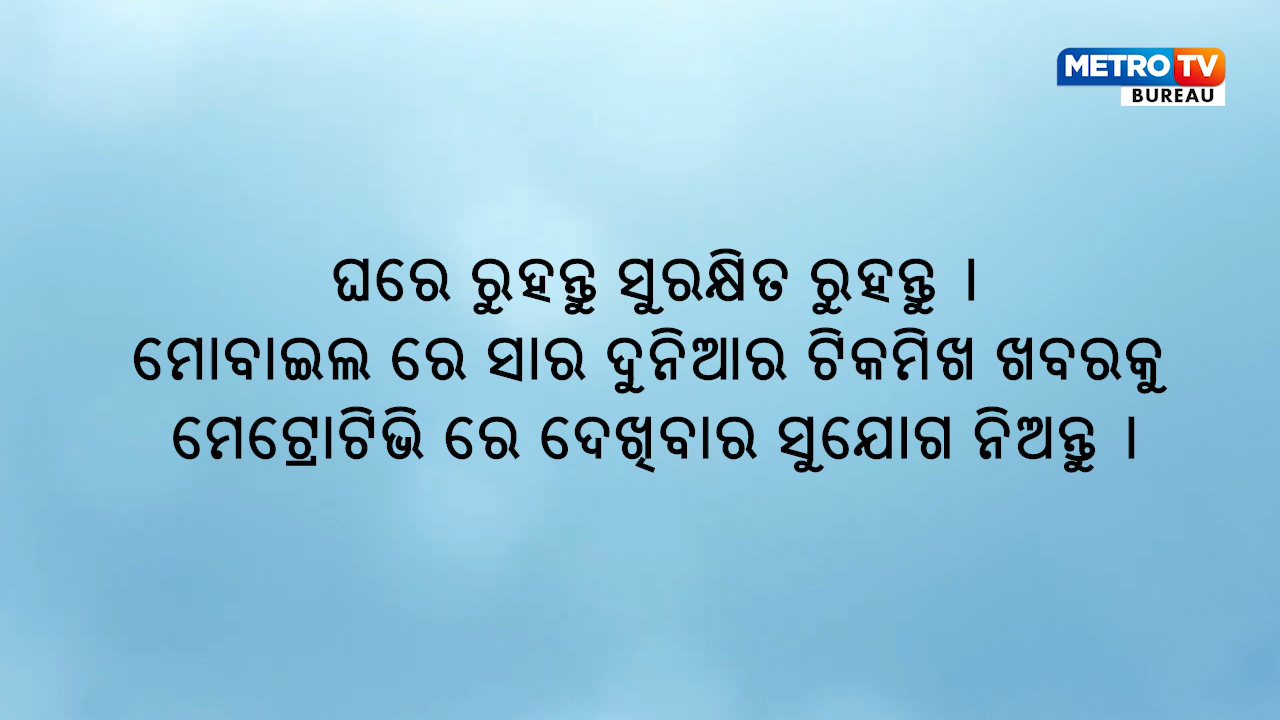 METRO TV
BUREAU
ଘରେ ରୁହନ୍ତୁ ସୁରକ୍ଷିତ ରୁହନ୍ତୁ ।
ମୋବାଇଲ ରେ ସାର ଦୁନିଆର ଟିକମିଖ ଖବରକୁ
ମେଟ୍ରୋଟିଭି ରେ ଦେଖିବାର ସୁଯୋଗ ନିଅନ୍ତୁ ।